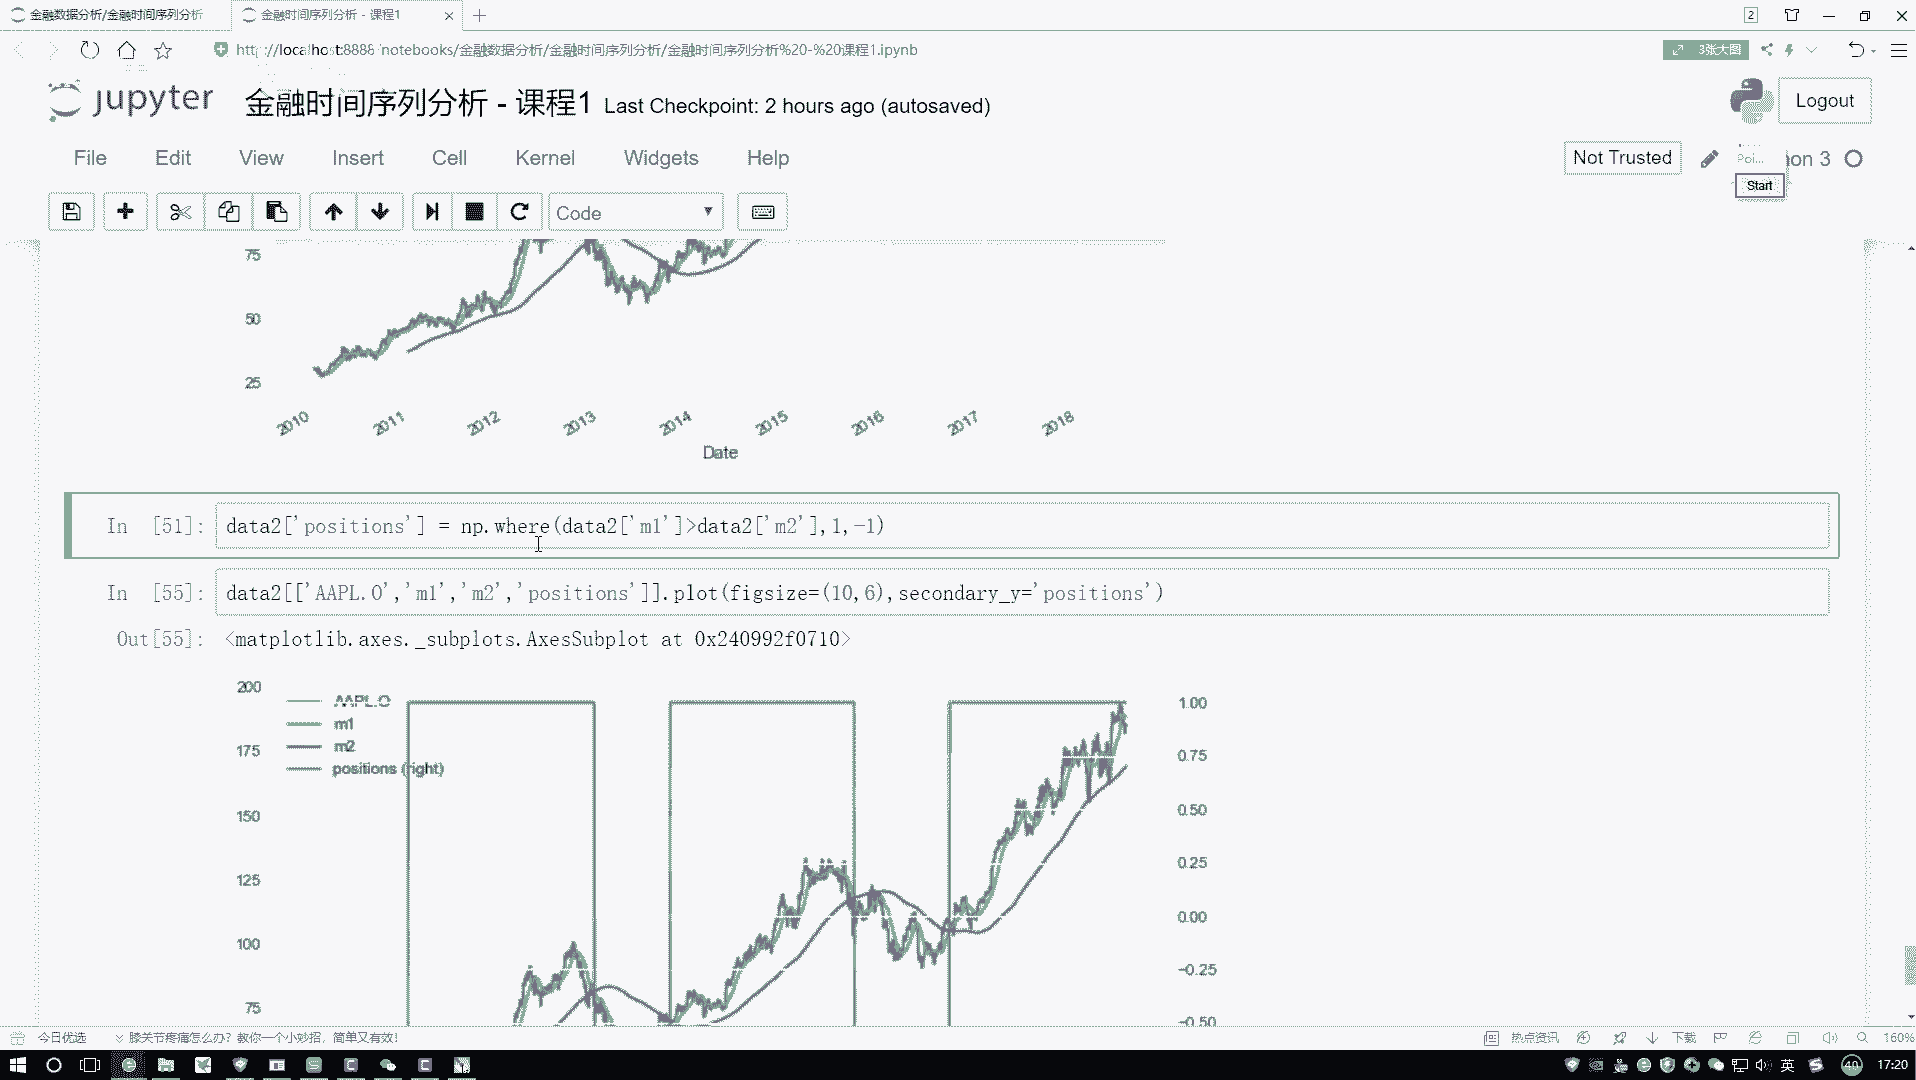 金融数据分析/金融时间序列分析
金融时间序列分析 - 课程1
2
http://localhost:8888/notebooks/金融数据分析/金融时间序列分析/金融时间序列分析%20-%20课程1.ipynb
3张大图
jupyter 金融时间序列分析 - 课程1 Last Checkpoint: 2 hours ago (autosaved)
Logout
File Edit View Insert Cell Kernel Widgets Help
Not Trusted
Poi...
on 3
Start
Code
75
50
25
2010 2011 2012 2013 2014 2015 2016 2017 2018
Date
In [51]: data2['positions'] = np.where(data2['m1']>data2['m2'],1,-1)
In [55]: data2[['AAPL.O','m1','m2','positions']].plot(figsize=(10,6),secondary_y='positions')
Out[55]: <matplotlib.axes._subplots.AxesSubplot at 0x240992f0710>
200
175
150
125
100
75
AAPL.O
m1
m2
positions (right)
1.00
0.75
0.50
0.25
0.00
-0.25
-0.50
今日优选
膝关节疼痛怎么办？教你一个小妙招，简单又有效！
热点资讯
下载
160%
英
40
17:20